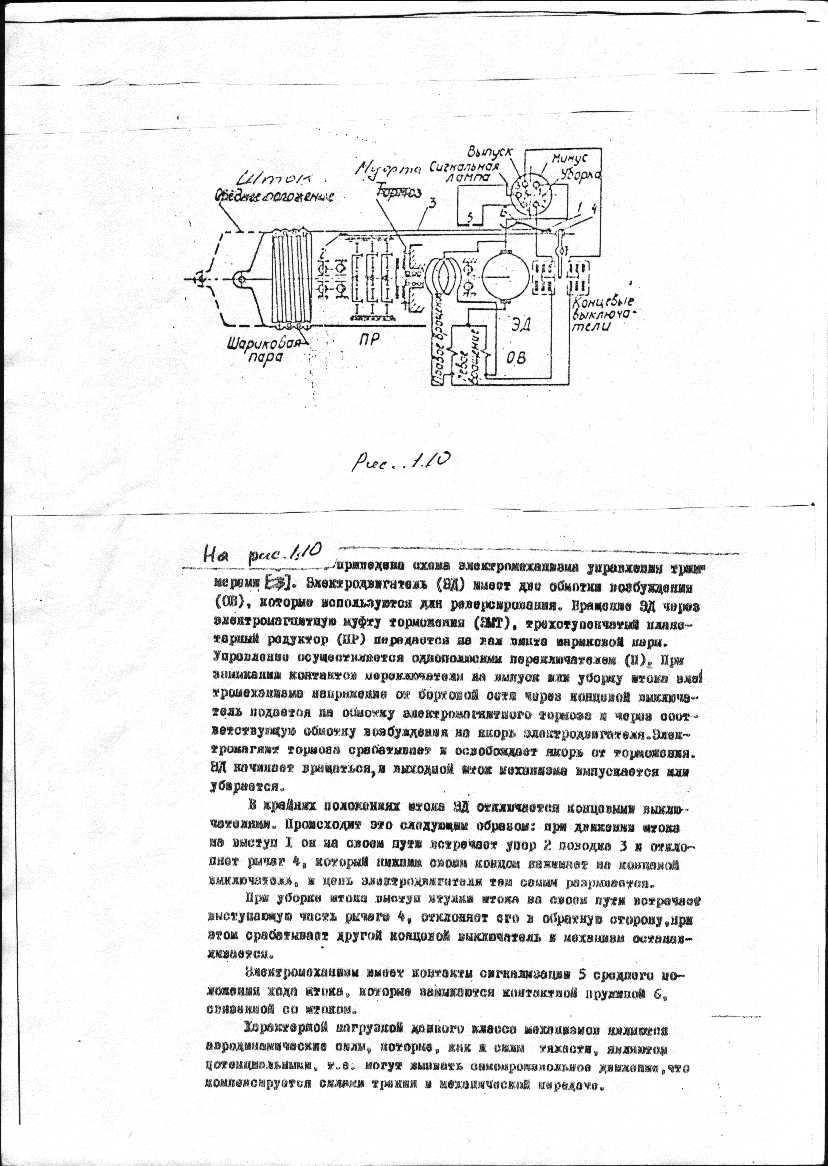 Выпуск
Минус
Муфта
Сигнальная лампа
Уборка
Шток
Тормоз
Среднее положение
3
5
6
1
4
Концевые выключатели
Правое вращение
Левое вращение
ЭД
ОВ
Шариковая пара
ПР
Рис. 1.10
На рис. 1.10
приведена схема электромеханизма управления трим-
мерами [3]. Электродвигатель (ЭД) имеет две обмотки возбуждения
(ОВ), которые используются для реверсирования. Вращение ЭД через
электромагнитную муфту торможения (ЭМТ), трехступенчатый плане-
тарный редуктор (ПР) передается на вал винта шариковой пары.
Управление осуществляется однополюсным переключателем (П). При
замыкании контактов переключателя на выпуск или уборку штока элек
тромеханизма напряжение от бортовой сети через концевой выключа-
тель подается на обмотку электромагнитного тормоза и через соот-
ветствующую обмотку возбуждения на якорь электродвигателя.Элек-
тромагнит тормоза срабатывает и освобождает якорь от торможения.
ЭД начинает вращаться,и выходной шток механизма выпускается или
убирается.
В крайних положениях штока ЭД отключается концевыми выклю-
чателями. Происходит это следующим образом: при движении штока
на выступ I он на своем пути встречает упор 2 поводка 3 и откло-
няет рычаг 4, который нижним своим концом нажимает на концевой
выключатель, и цепь электродвигателя тем самым разрывается.
При уборке штока выступ втулки штока на своем пути встречает
выступающую часть рычага 4, отклоняет его в обратную сторону,при
этом срабатывает другой концевой выключатель и механизм останав-
ливается.
Электромеханизм имеет контакты сигнализации 5 среднего по-
ложения хода штока, которые замыкаются контактной пружиной 6,
связанной со штоком.
Характерной нагрузкой данного класса механизмов являются
аэродинамические силы, которые, как и силы тяжести, являются
потенциальными, т.е. могут вызвать самопроизвольное движение,что
компенсируется силами трения в механической передаче.